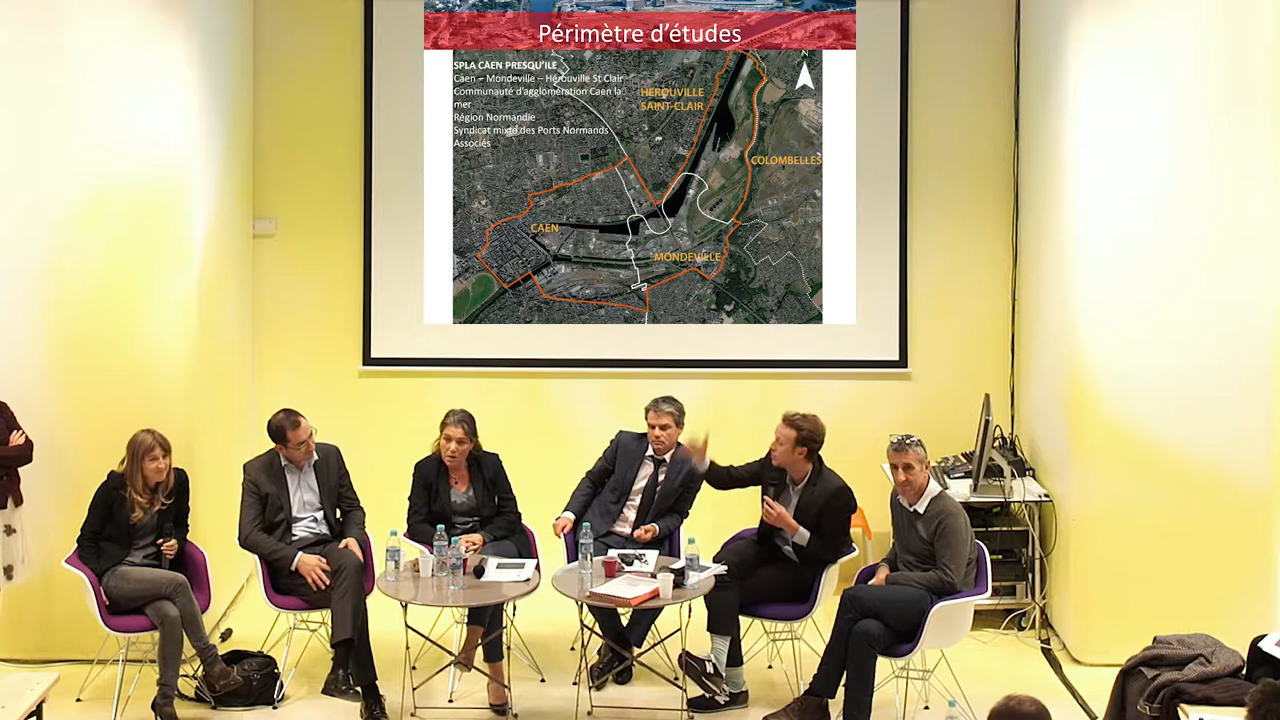 Périmètre d'études
SPLA CAEN PRESQU'ILE
Caen – Mondeville – Hérouville St Clair
Communauté d'agglomération Caen la
mer
Région Normandie
Syndicat mixte des Ports Normands
Associés
N
HEROUVILLE
SAINT-CLAIR
COLOMBELLES
CAEN
MONDEVILLE